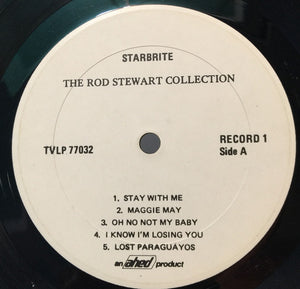 STARBRITE
THE ROD STEWART COLLECTION
TVLP 77032
RECORD 1
Side A
1. STAY WITH ME
2. MAGGIE MAY
3. OH NO NOT MY BABY
4. I KNOW I'M LOSING YOU
5. LOST PARAGUAYOS
an ahed product